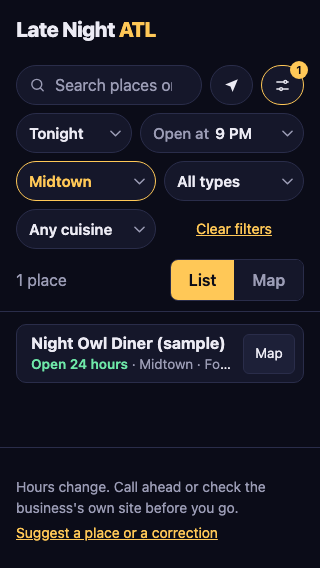 Late Night ATL
Search places o
1
Tonight
Open at 9 PM
Midtown
All types
Any cuisine
Clear filters
1 place
List
Map
Night Owl Diner (sample)
Open 24 hours · Midtown · Fo...
Map
Hours change. Call ahead or check the
business's own site before you go.
Suggest a place or a correction